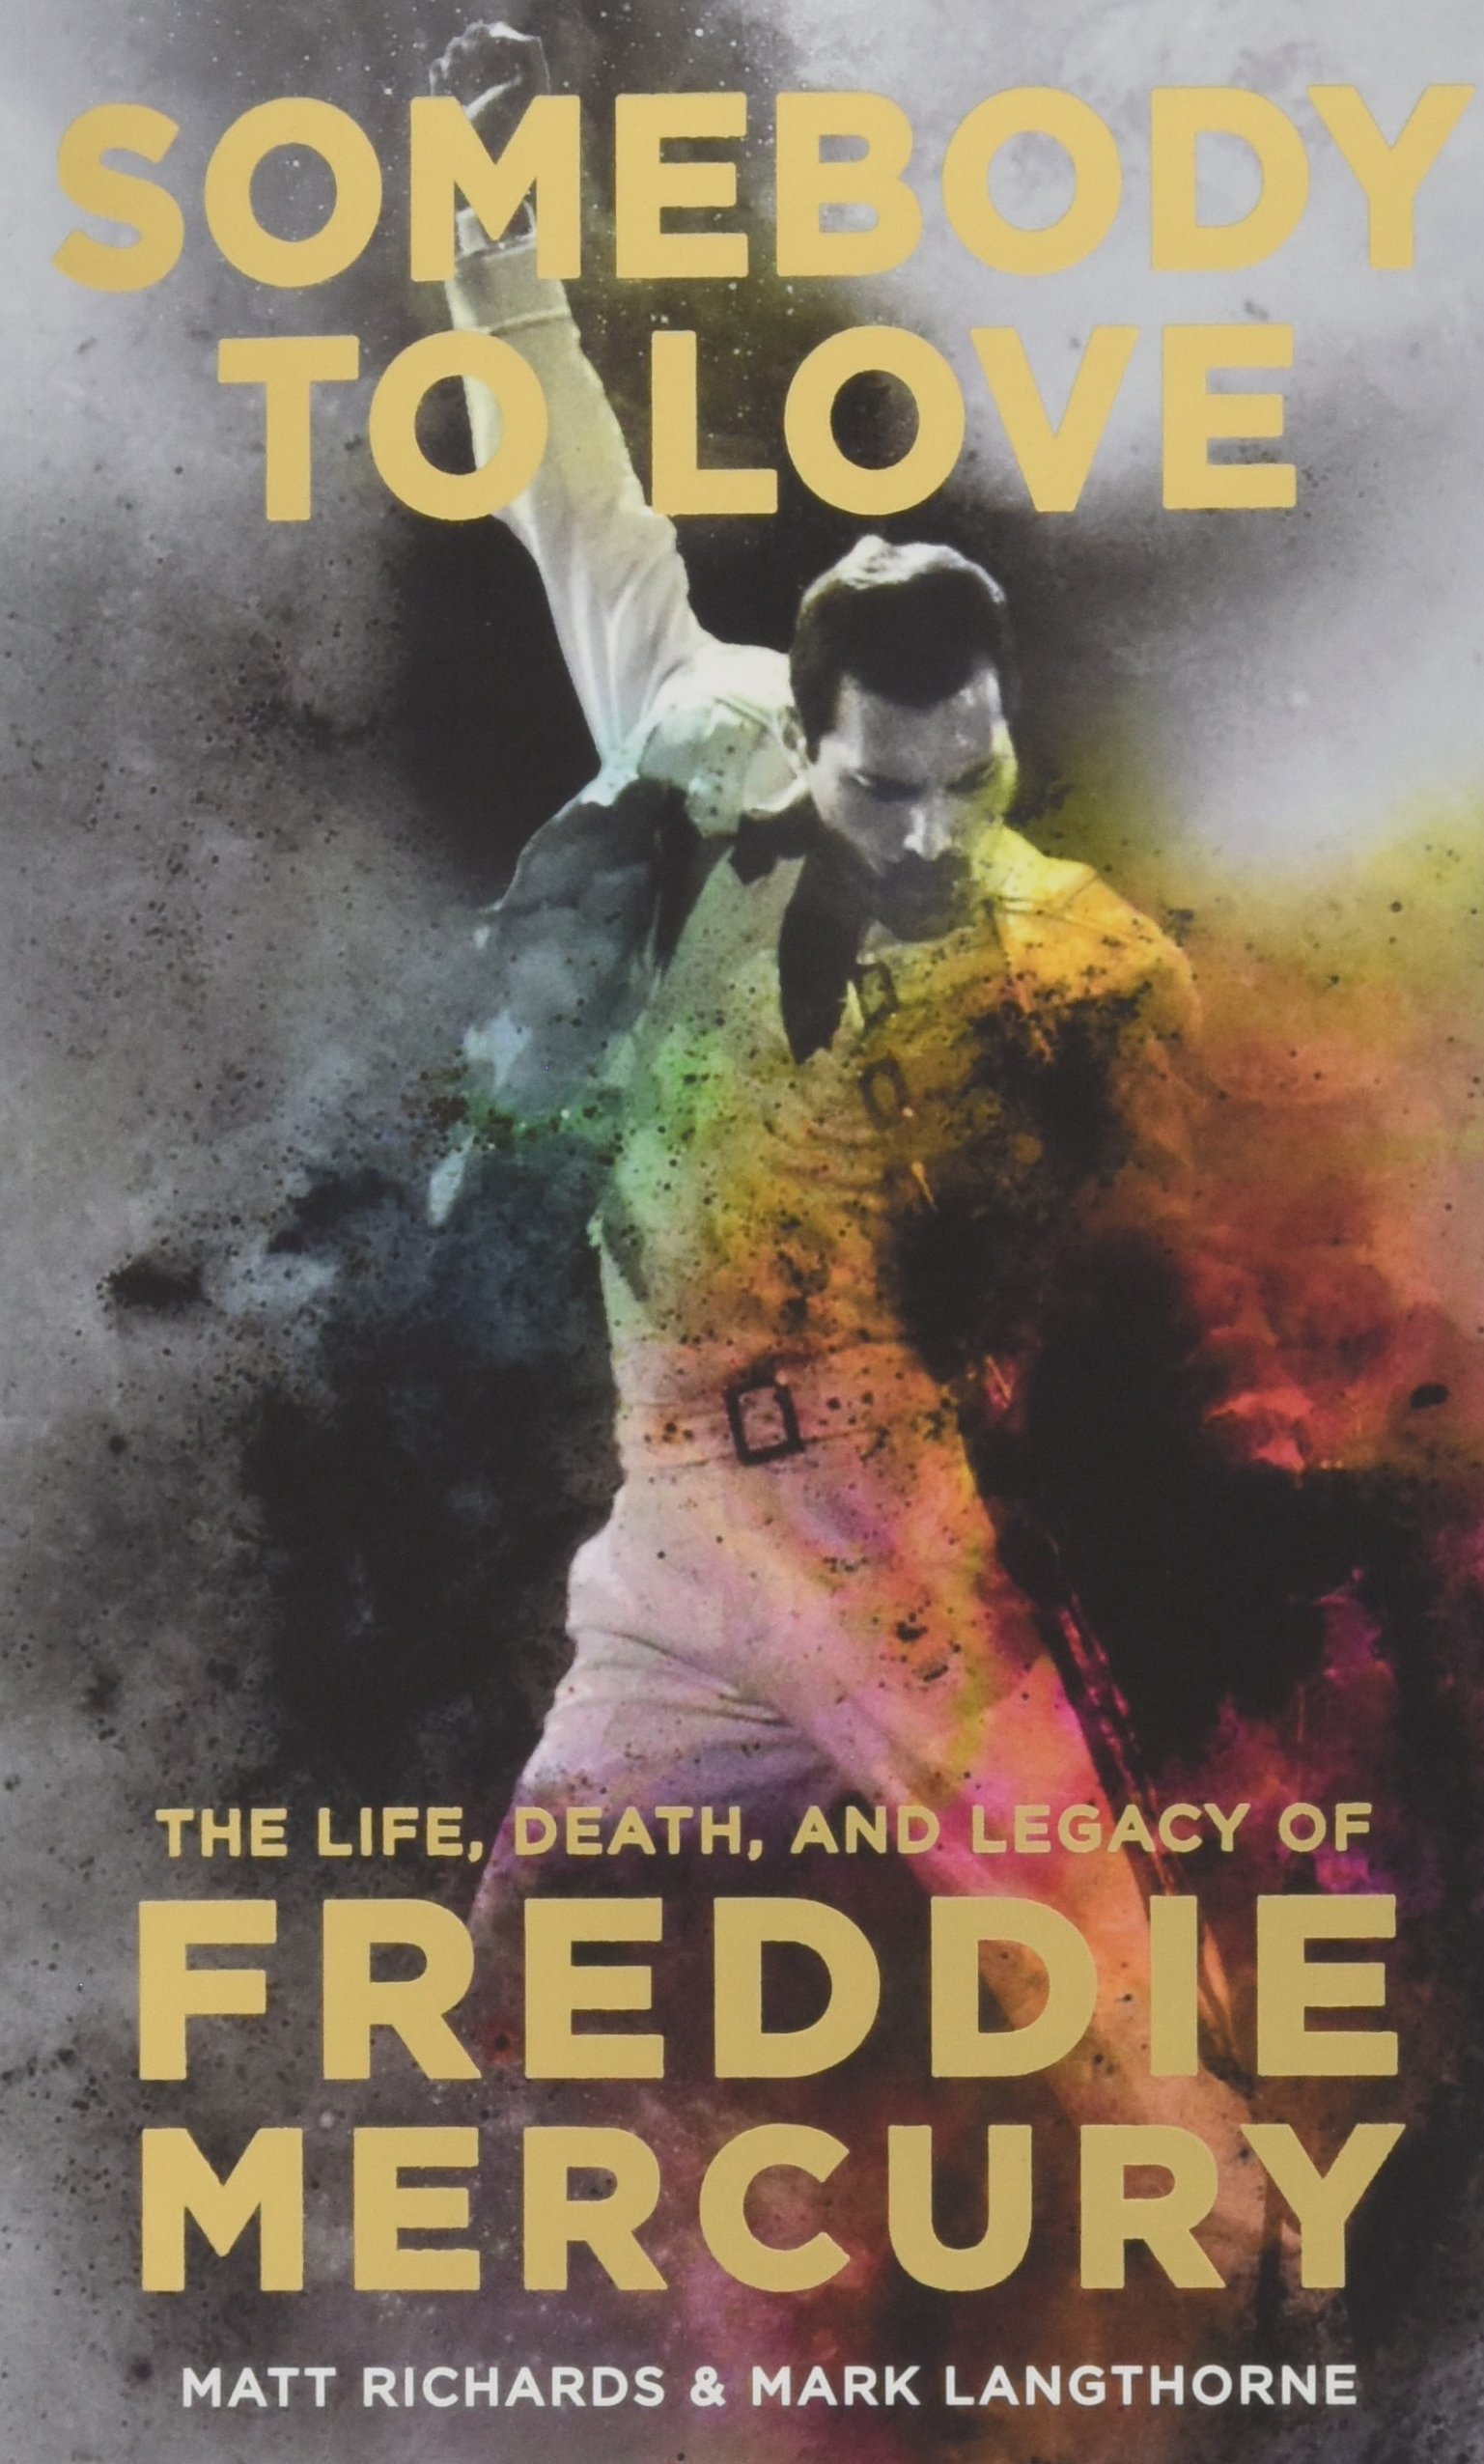 SOMEBODY
TO LOVE
THE LIFE, DEATH, AND LEGACY OF
FREDDIE
MERCURY
MATT RICHARDS & MARK LANGTHORNE